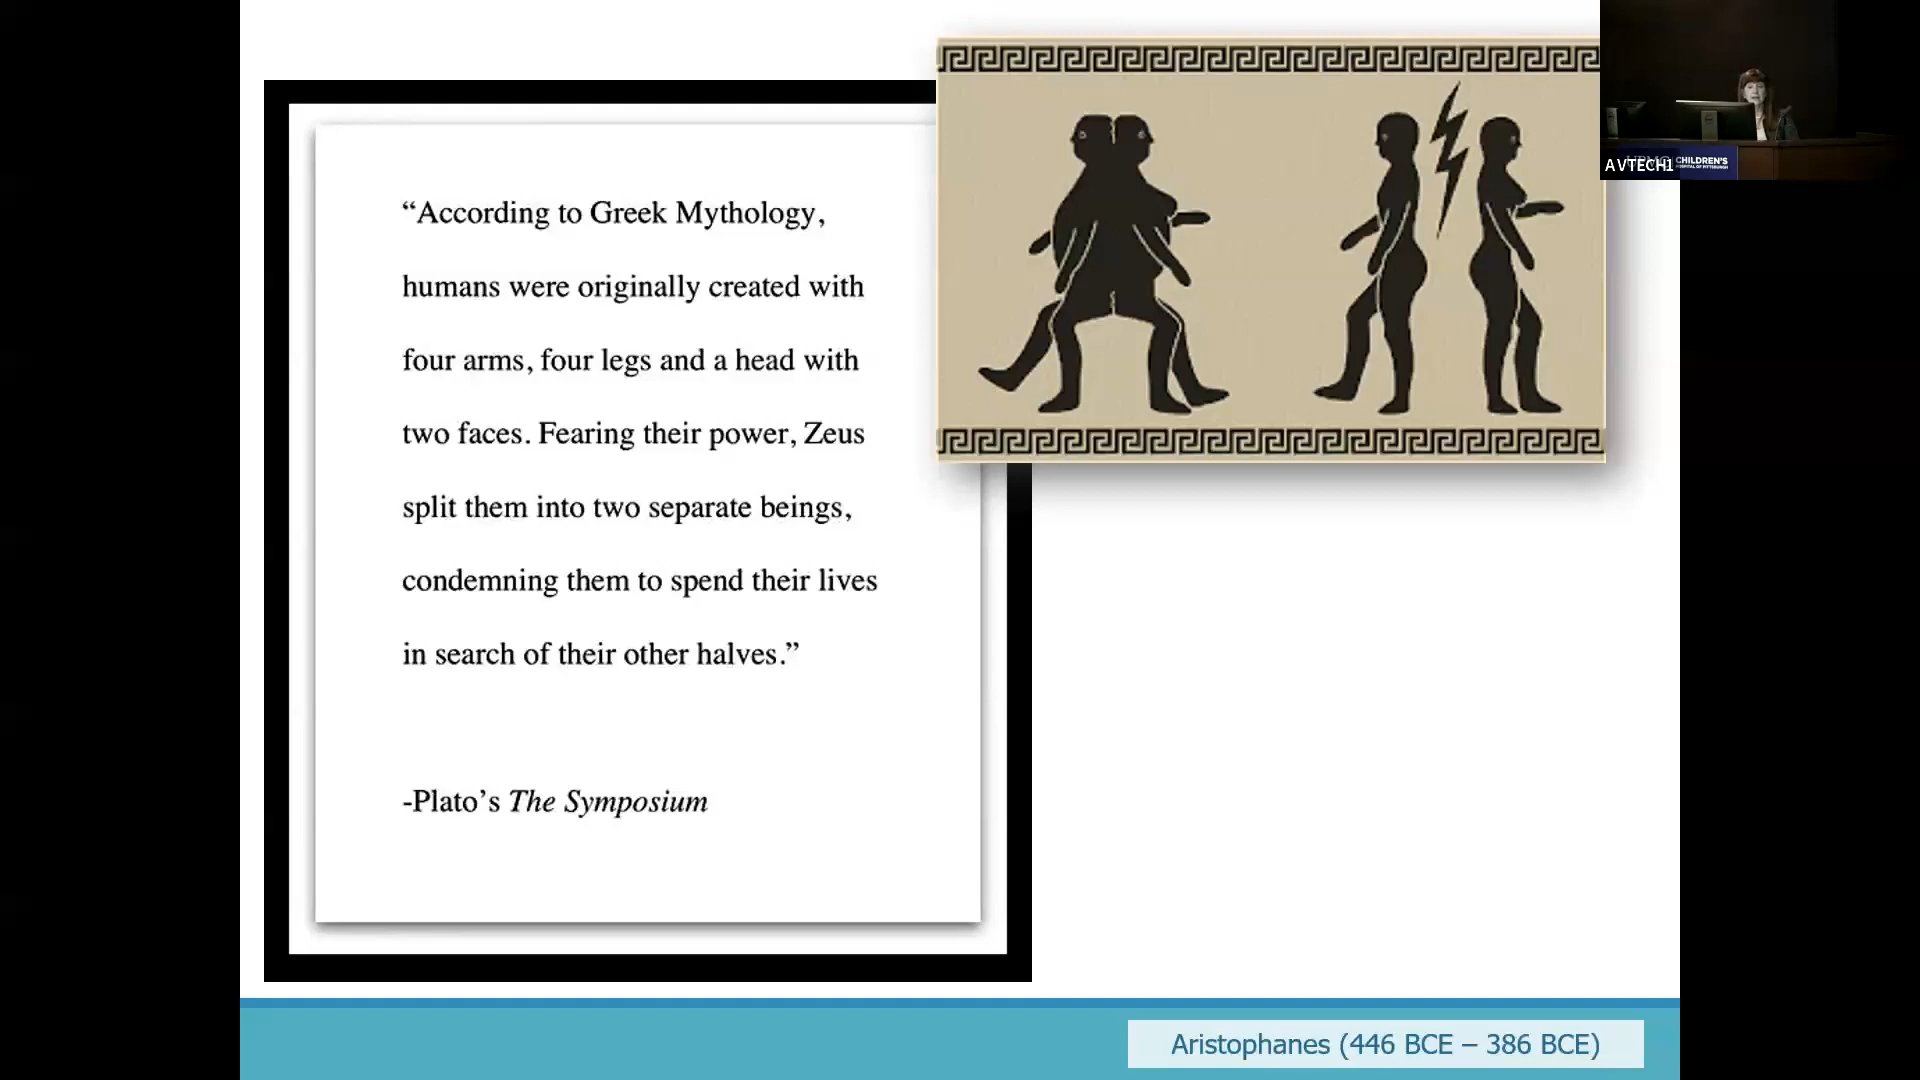 “According to Greek Mythology,
humans were originally created with
four arms, four legs and a head with
two faces. Fearing their power, Zeus
split them into two separate beings,
condemning them to spend their lives
in search of their other halves.”
-Plato’s The Symposium
AVTECH1
CHILDREN'S
HOSPITAL OF PITTSBURGH
Aristophanes (446 BCE – 386 BCE)